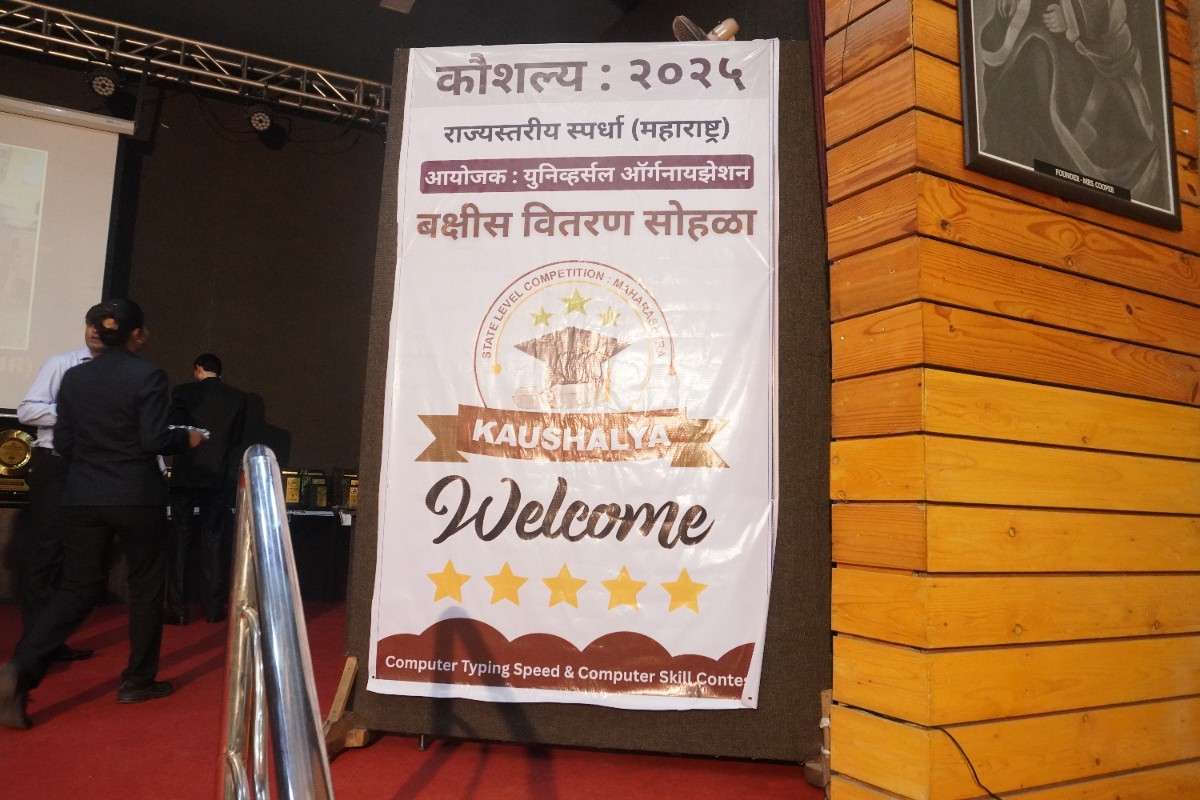 कौशल्य : २०२५
राज्यस्तरीय स्पर्धा (महाराष्ट्र)
आयोजक : युनिव्हर्सल ऑर्गनायझेशन
बक्षीस वितरण सोहळा
STATE LEVEL COMPETITION : MAHARASHTRA
KAUSHALYA
Welcome
Computer Typing Speed & Computer Skill Contes
FOUNDER - MRS COOPER